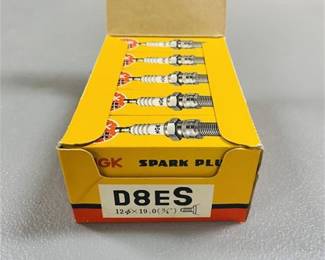 GK SPARK PLU
D8ES
12φ×19.0(¾")